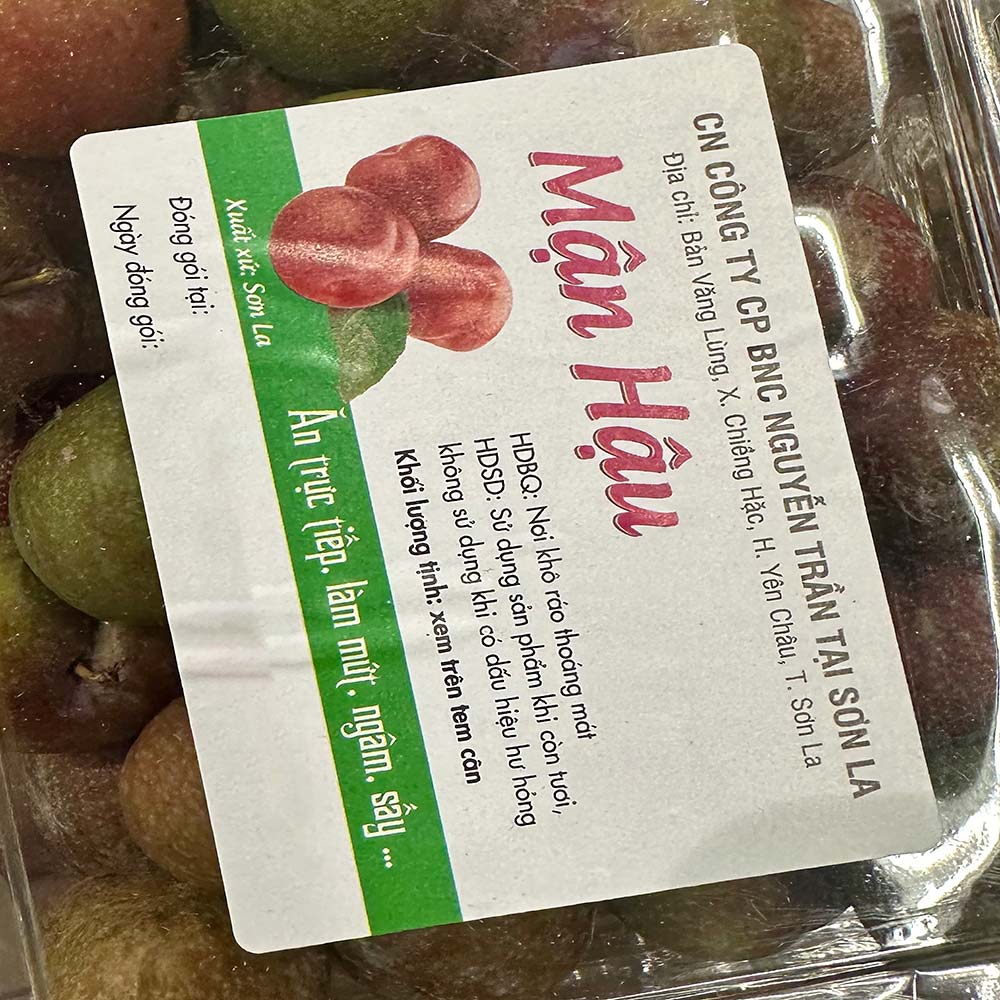 CN CÔNG TY CP BNC NGUYỄN TRẦN TẠI SƠN LA
Địa chỉ: Bản Văng Lùng, X. Chiềng Hặc, H. Yên Châu, T. Sơn La
Mận Hậu
HDBQ: Nơi khô ráo thoáng mát
HDSD: Sử dụng sản phẩm khi còn tươi,
không sử dụng khi có dấu hiệu hư hỏng
Khối lượng tịnh: xem trên tem cân
Xuất xứ: Sơn La
Ăn trực tiếp, làm mứt, ngâm, sấy ...
Đóng gói tại:
Ngày đóng gói: